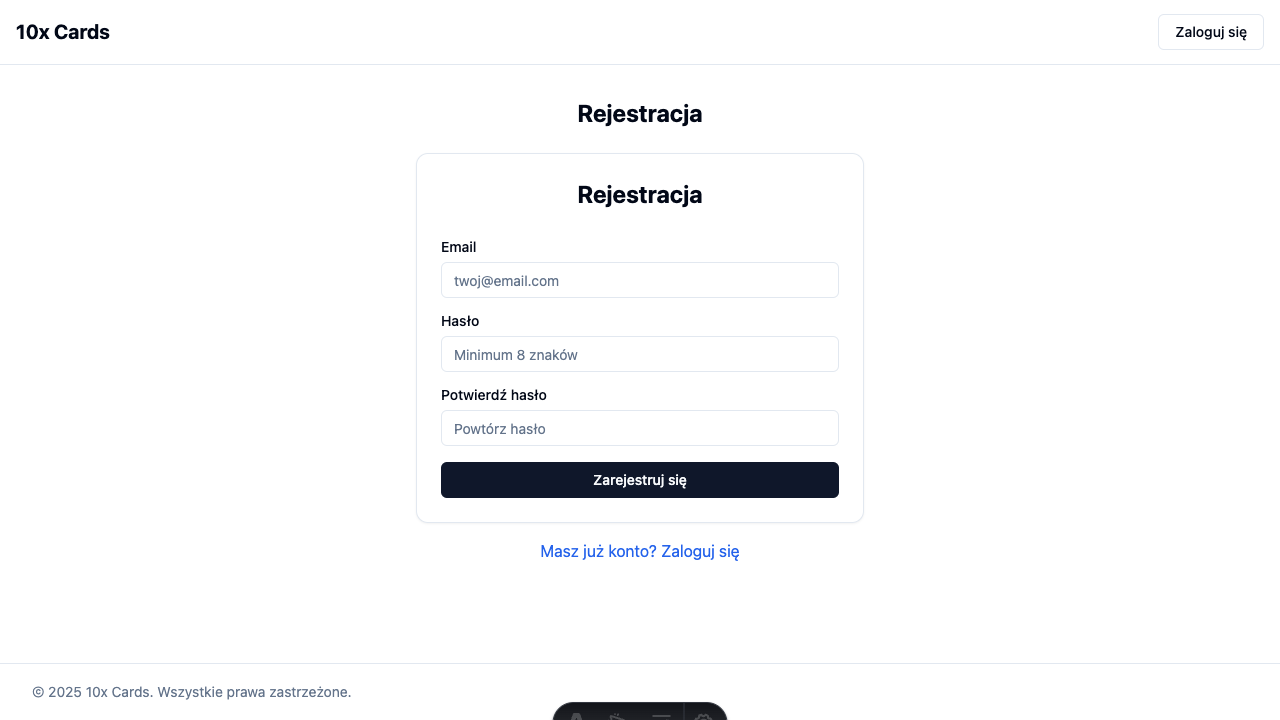 10x Cards
Zaloguj się
Rejestracja
Rejestracja
Email
twoj@email.com
Hasło
Minimum 8 znaków
Potwierdź hasło
Powtórz hasło
Zarejestruj się
Masz już konto? Zaloguj się
© 2025 10x Cards. Wszystkie prawa zastrzeżone.